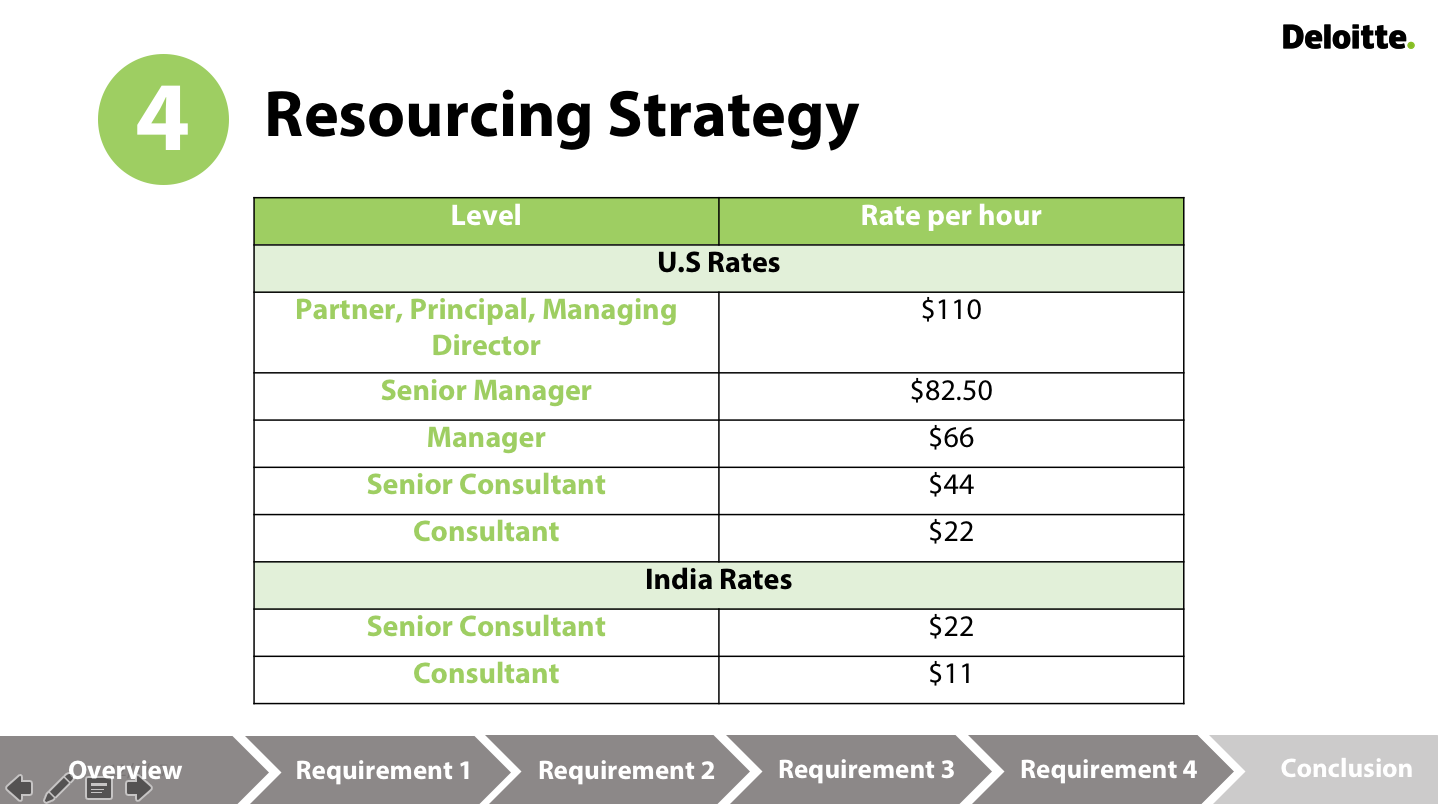 Deloitte.
4
Resourcing Strategy
Level Rate per hour
U.S Rates
Partner, Principal, Managing $110
Director
Senior Manager $82.50
Manager $66
Senior Consultant $44
Consultant $22
India Rates
Senior Consultant $22
Consultant $11
Overview Requirement 1 Requirement 2 Requirement 3 Requirement 4 Conclusion